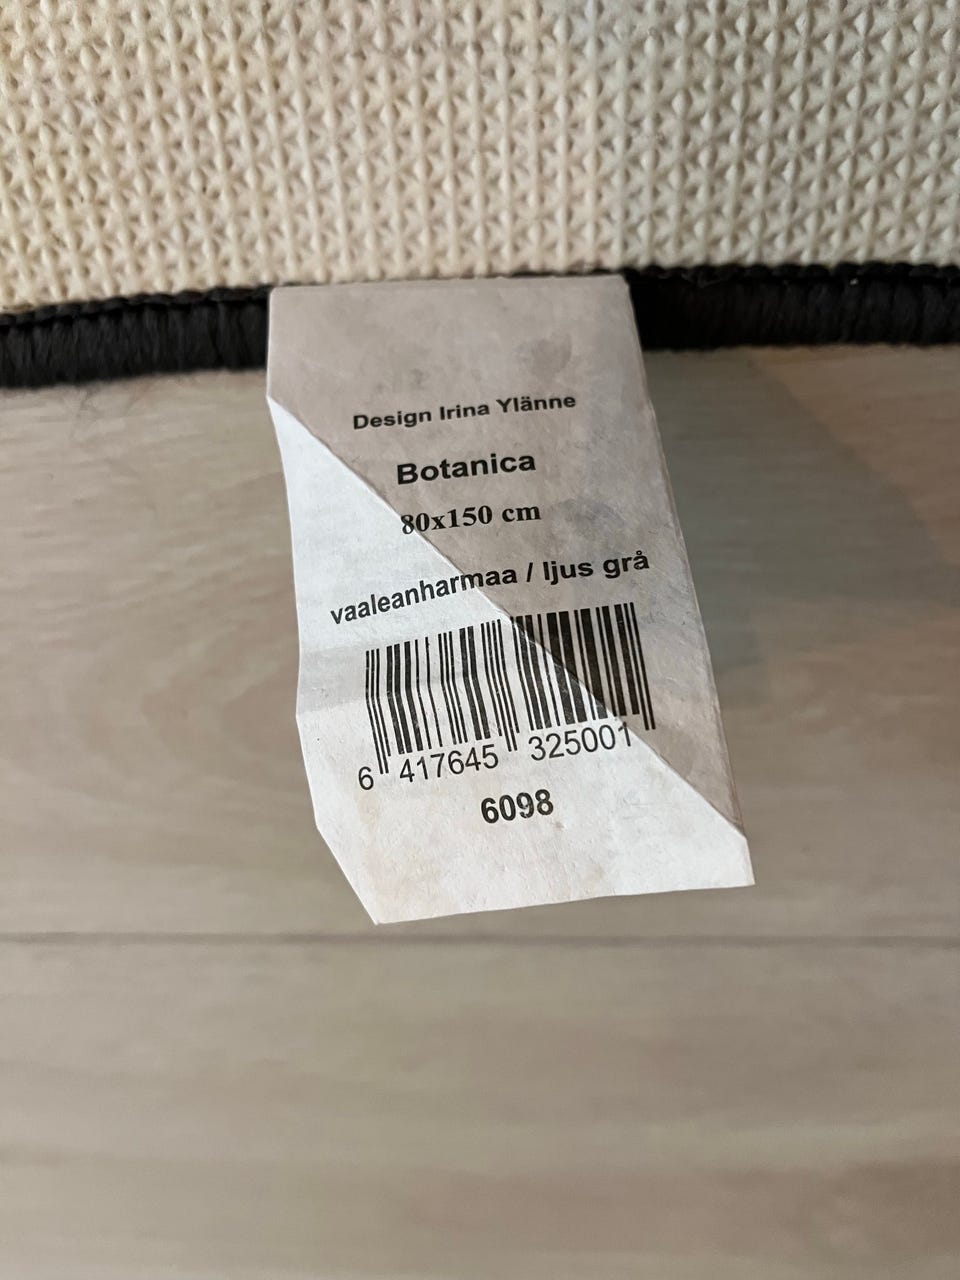 Design Irina Ylänne
Botanica
80x150 cm
vaaleanharmaa / ljus grå
6 417645 325001
6098